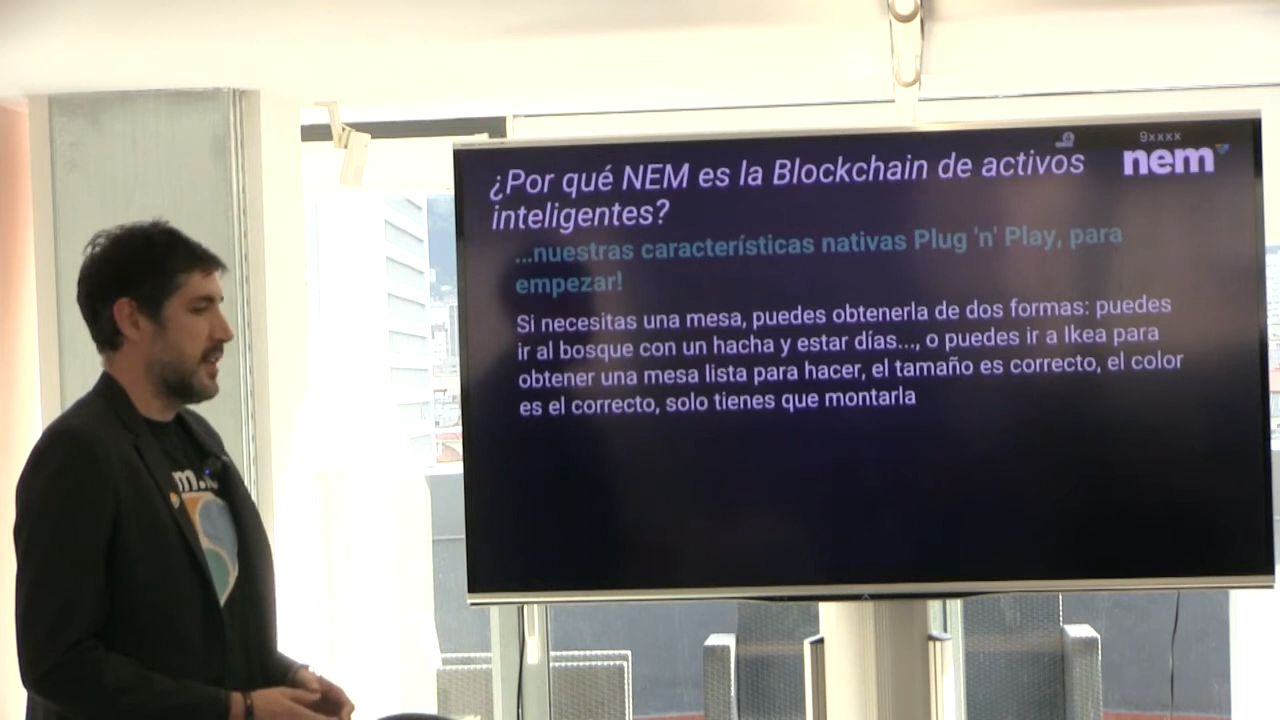 9xxxx
nem
¿Por qué NEM es la Blockchain de activos
inteligentes?
...nuestras características nativas Plug 'n' Play, para
empezar!
Si necesitas una mesa, puedes obtenerla de dos formas: puedes
ir al bosque con un hacha y estar días..., o puedes ir a Ikea para
obtener una mesa lista para hacer, el tamaño es correcto, el color
es el correcto, solo tienes que montarla